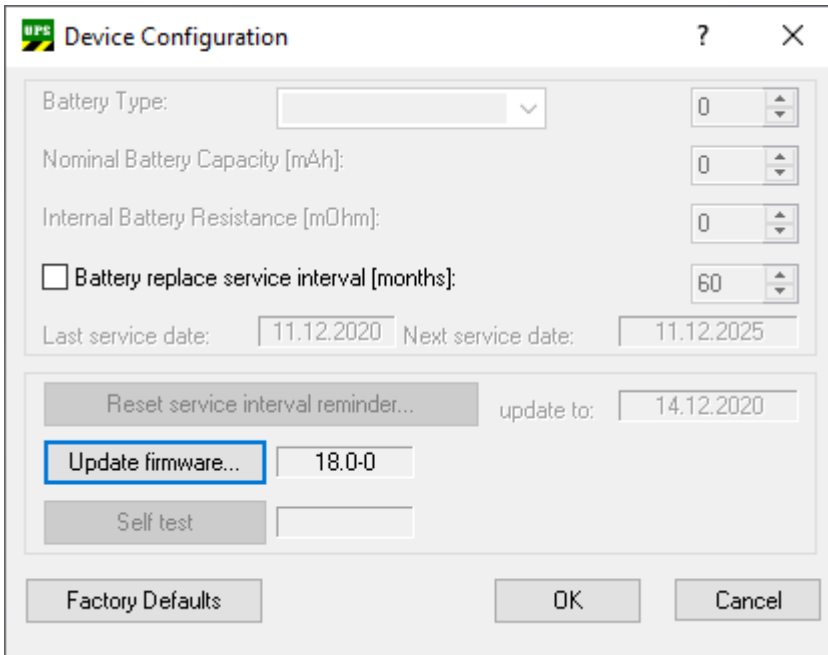 UPS Device Configuration ? ×
Battery Type: 0
Nominal Battery Capacity [mAh]: 0
Internal Battery Resistance [mOhm]: 0
Battery replace service interval [months]: 60
Last service date: 11.12.2020 Next service date: 11.12.2025
Reset service interval reminder... update to: 14.12.2020
Update firmware... 18.0-0
Self test
Factory Defaults OK Cancel